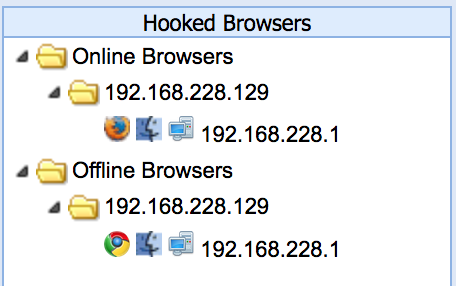 Hooked Browsers
Online Browsers
192.168.228.129
192.168.228.1
Offline Browsers
192.168.228.129
192.168.228.1